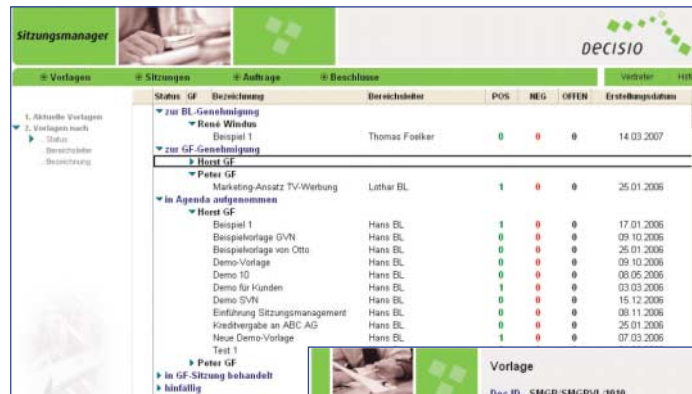 Sitzungsmanager
DECISIO
Vorlagen Sitzungen Aufträge Beschlüsse Vertreter Hilf
Status GF Bezeichnung Bereichsleiter POS NEG OFFEN Erstellungsdatum
1. Aktuelle Vorlagen
2. Vorlagen nach
. Status
. Bereichsleiter
. Bezeichnung
zur BL-Genehmigung
René Windus
Beispiel 1 Thomas Foelker 0 0 0 14.03.2007
zur GF-Genehmigung
Horst GF
Peter GF
Marketing-Ansatz TV-Werbung Lothar BL 1 0 0 25.01.2006
in Agenda aufgenommen
Horst GF
Beispiel 1 Hans BL 1 0 0 17.01.2006
Beispielvorlage GVN Hans BL 0 0 0 09.10.2006
Beispielvorlage von Otto Hans BL 0 0 0 25.01.2006
Demo-Vorlage Hans BL 0 0 0 09.10.2006
Demo 10 Hans BL 0 0 0 08.05.2006
Demo für Kunden Hans BL 1 0 0 03.03.2006
Demo SVN Hans BL 0 0 0 15.12.2006
Einführung Sitzungsmanagement Hans BL 0 0 0 08.11.2006
Kreditvergabe an ABC AG Hans BL 0 0 0 25.01.2006
Neue Demo-Vorlage Hans BL 1 0 0 07.03.2006
Test 1
Peter GF
in GF-Sitzung behandelt
hinfällig
Vorlage
Doc ID SMGR/SMGRVL/1010